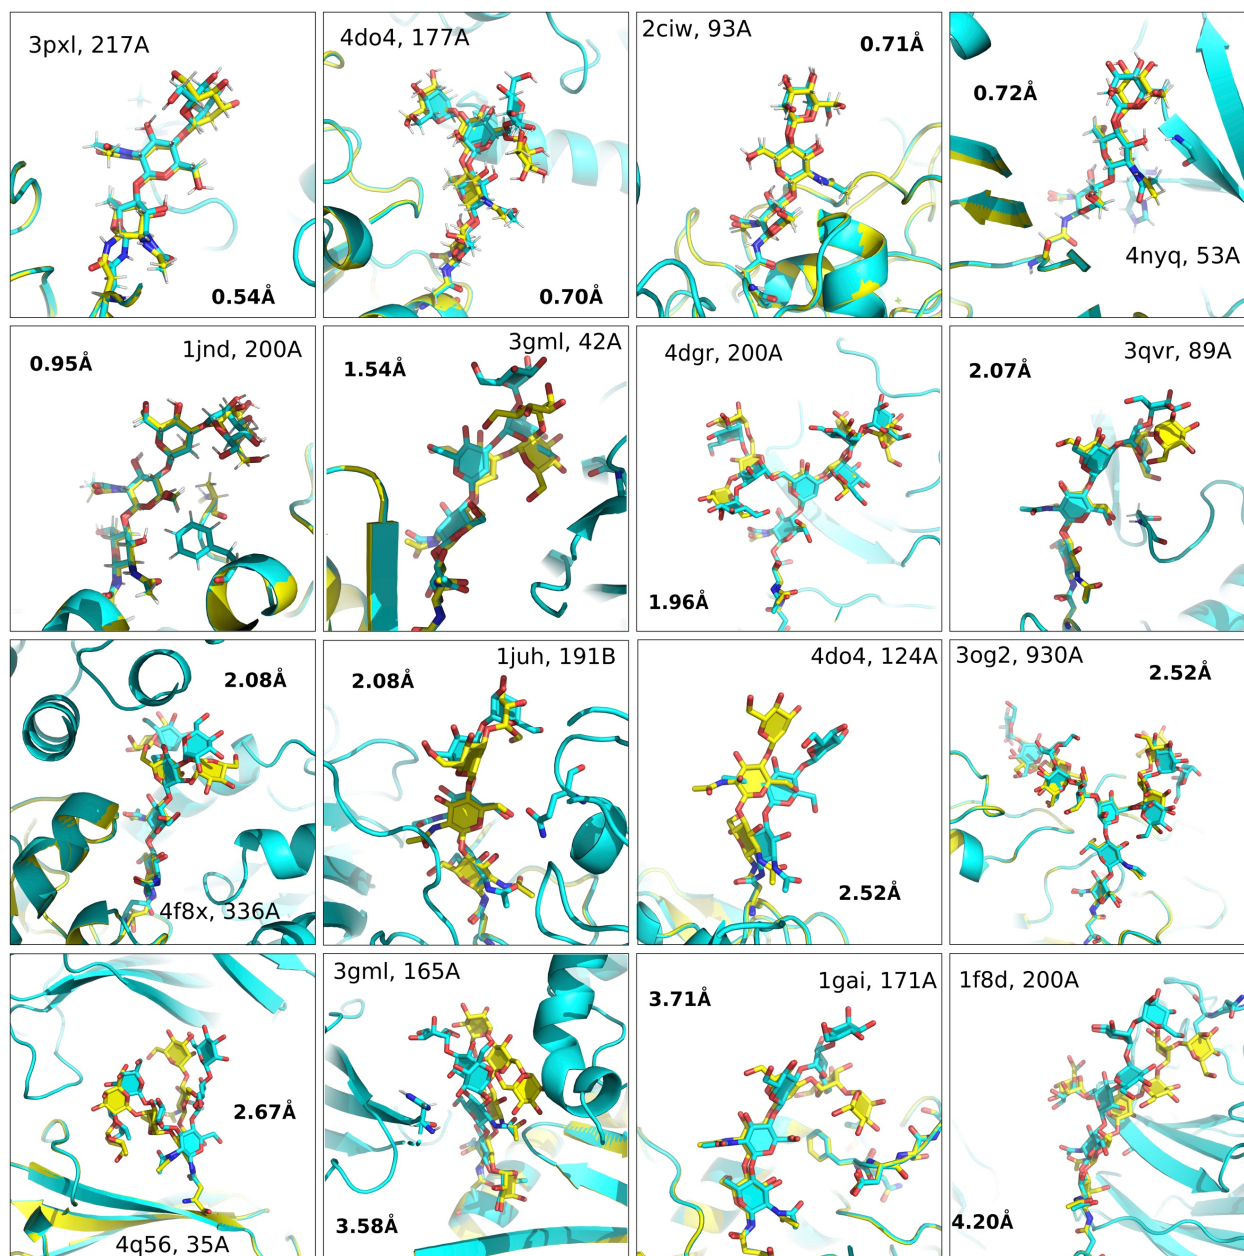 3pxl, 217A
0.54Å
4do4, 177A
0.70Å
2ciw, 93A
0.71Å
0.72Å
4nyq, 53A
0.95Å
1jnd, 200A
1.54Å
3gml, 42A
4dgr, 200A
1.96Å
3qvr, 89A
2.07Å
2.08Å
4f8x, 336A
1juh, 191B
2.08Å
4do4, 124A
2.52Å
3og2, 930A
2.52Å
2.67Å
4q56, 35A
3gml, 165A
3.58Å
1gai, 171A
3.71Å
1f8d, 200A
4.20Å